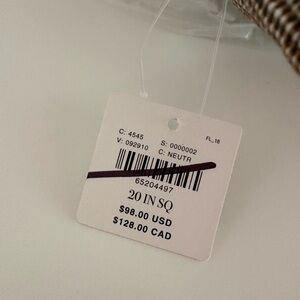 FL_18
C: 4545 S: 0000002
V: 092910 C: NEUTR
65204497
20 IN SQ
$98.00 USD
$128.00 CAD